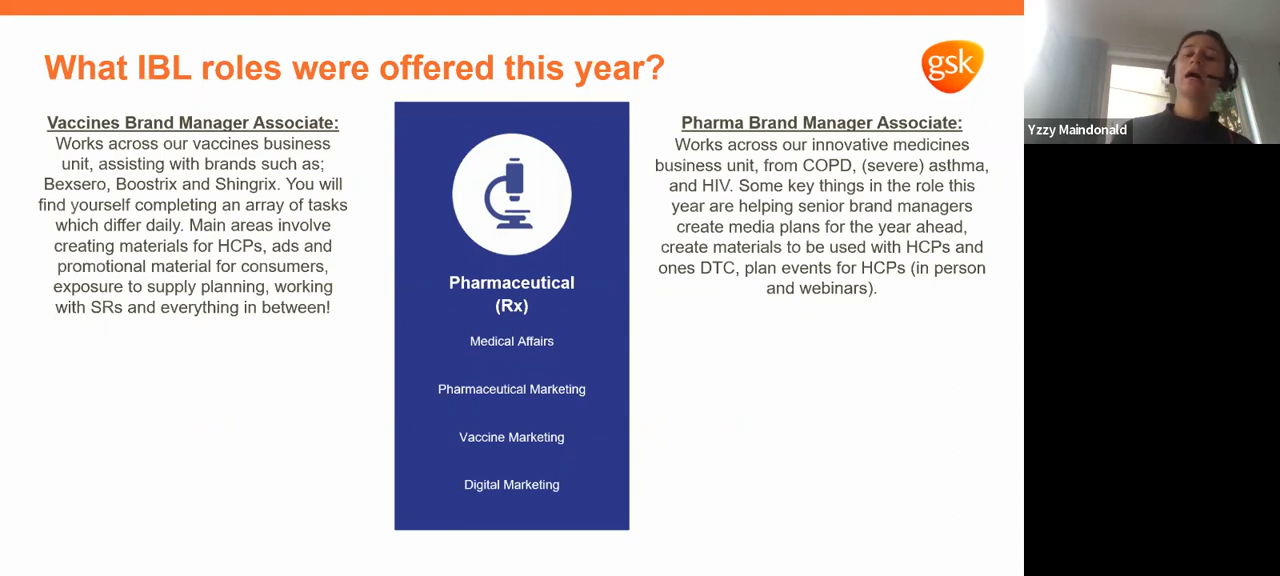 What IBL roles were offered this year?
gsk
Vaccines Brand Manager Associate:
Works across our vaccines business
unit, assisting with brands such as;
Bexsero, Boostrix and Shingrix. You will
find yourself completing an array of tasks
which differ daily. Main areas involve
creating materials for HCPs, ads and
promotional material for consumers,
exposure to supply planning, working
with SRs and everything in between!
Pharmaceutical
(Rx)
Medical Affairs
Pharmaceutical Marketing
Vaccine Marketing
Digital Marketing
Pharma Brand Manager Associate:
Works across our innovative medicines
business unit, from COPD, (severe) asthma,
and HIV. Some key things in the role this
year are helping senior brand managers
create media plans for the year ahead,
create materials to be used with HCPs and
ones DTC, plan events for HCPs (in person
and webinars).
Yzzy Maindonald